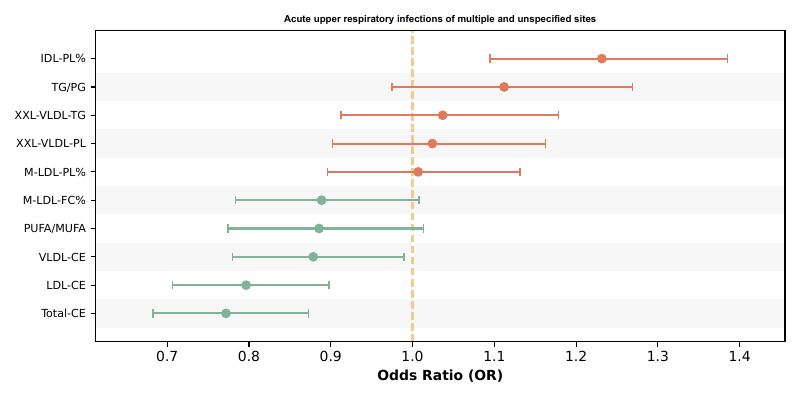 Acute upper respiratory infections of multiple and unspecified sites
IDL-PL%
TG/PG
XXL-VLDL-TG
XXL-VLDL-PL
M-LDL-PL%
M-LDL-FC%
PUFA/MUFA
VLDL-CE
LDL-CE
Total-CE
0.7 0.8 0.9 1.0 1.1 1.2 1.3 1.4
Odds Ratio (OR)